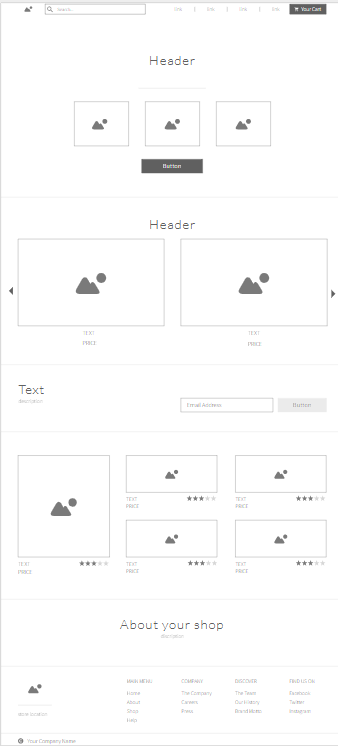 Search...
link | link | link | link
Your Cart
Header
Button
Header
TEXT
PRICE
TEXT
PRICE
Text
description
Email Address
Button
TEXT
PRICE
TEXT
PRICE
TEXT
PRICE
TEXT
PRICE
TEXT
PRICE
About your shop
description
MAIN MENU
Home
About
Shop
Help
COMPANY
The Company
Careers
Press
DISCOVER
The Team
Our History
Brand Motto
FIND US ON
Facebook
Twitter
Instagram
store location
Your Company Name